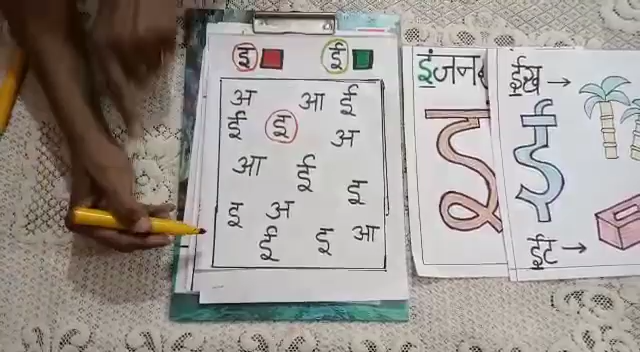 इ ई
अ आ ई
ई इ अ
आ ई इ
इ अ
ई इ आ
इंजन
इ
ईख →
ई
ईंट →